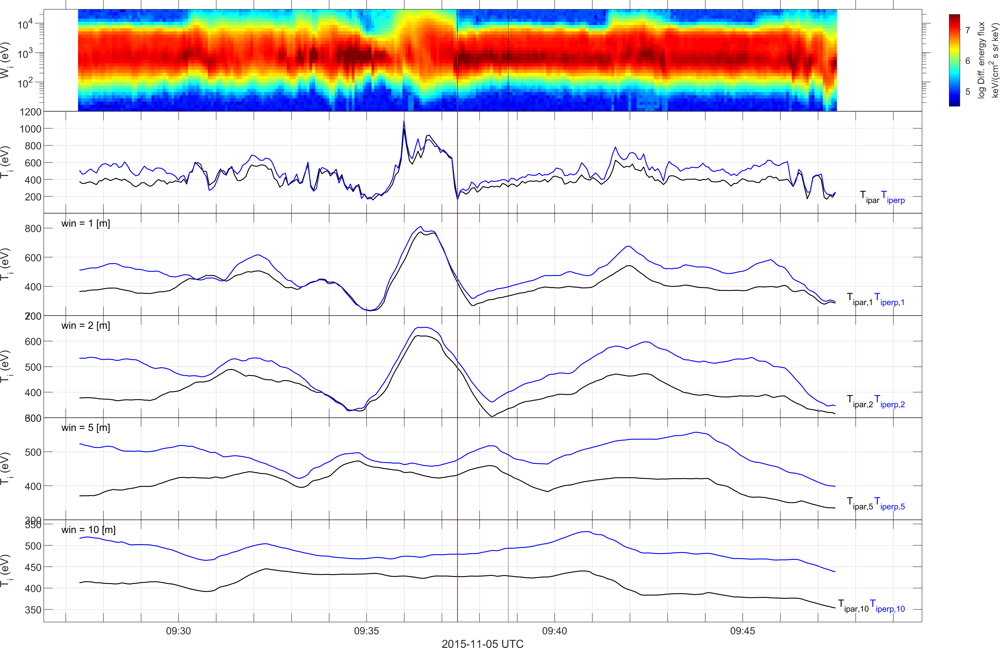 10^4
10^3
10^2
W_i (eV)
7
6
5
log Diff. energy flux
keV/(cm^2 s sr keV)
1200
1000
800
600
400
200
T_i (eV)
T_ipar T_iperp
win = 1 [m]
800
600
400
200
T_i (eV)
T_ipar,1 T_iperp,1
win = 2 [m]
600
500
400
T_i (eV)
T_ipar,2 T_iperp,2
600
win = 5 [m]
500
400
300
T_i (eV)
T_ipar,5 T_iperp,5
550
win = 10 [m]
500
450
400
350
T_i (eV)
T_ipar,10 T_iperp,10
09:30 09:35 09:40 09:45
2015-11-05 UTC